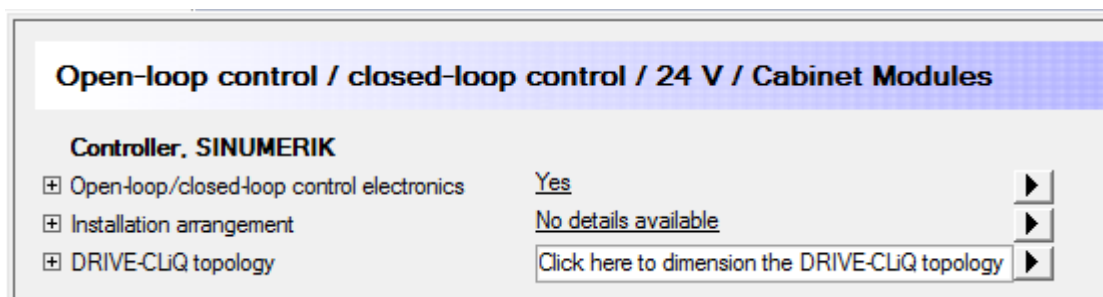 Open-loop control / closed-loop control / 24 V / Cabinet Modules
Controller, SINUMERIK
Open-loop/closed-loop control electronics Yes
Installation arrangement No details available
DRIVE-CLiQ topology Click here to dimension the DRIVE-CLiQ topology